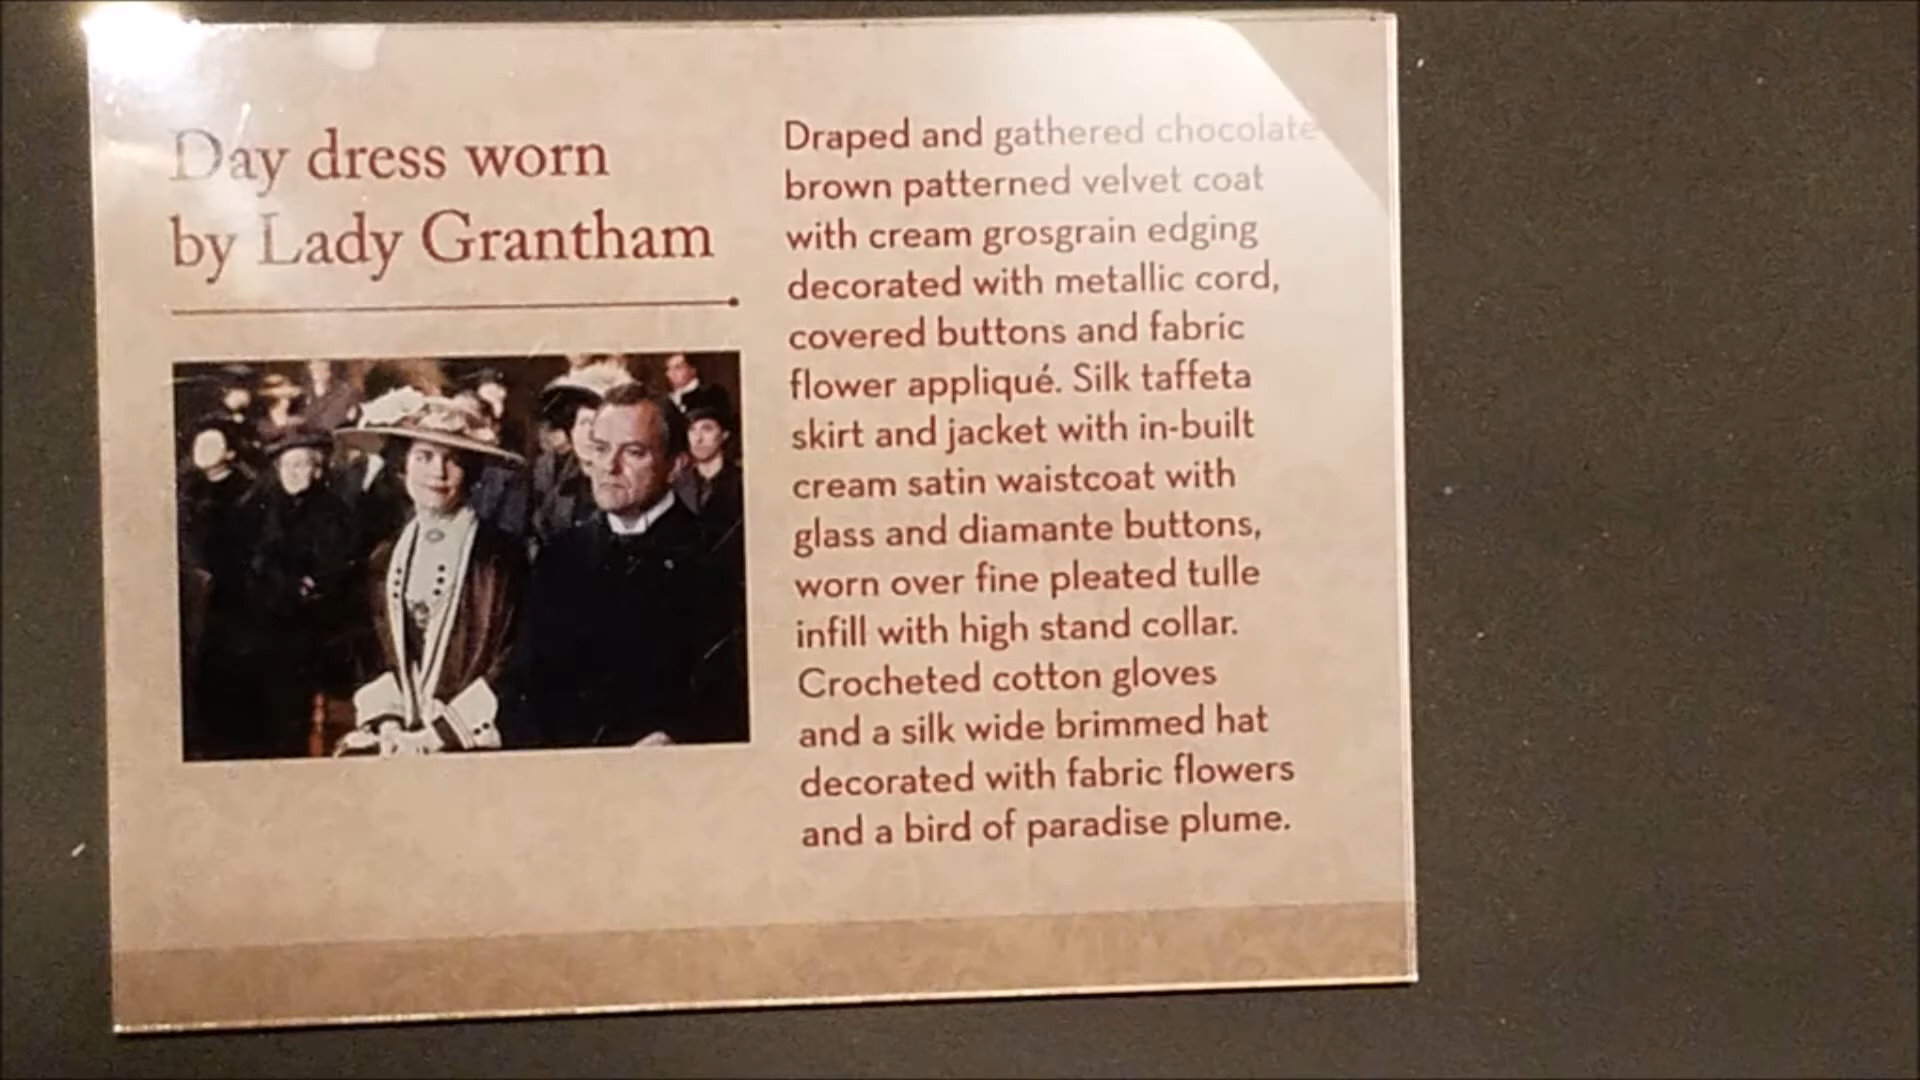 Day dress worn
by Lady Grantham
Draped and gathered chocolate
brown patterned velvet coat
with cream grosgrain edging
decorated with metallic cord,
covered buttons and fabric
flower appliqué. Silk taffeta
skirt and jacket with in-built
cream satin waistcoat with
glass and diamante buttons,
worn over fine pleated tulle
infill with high stand collar.
Crocheted cotton gloves
and a silk wide brimmed hat
decorated with fabric flowers
and a bird of paradise plume.